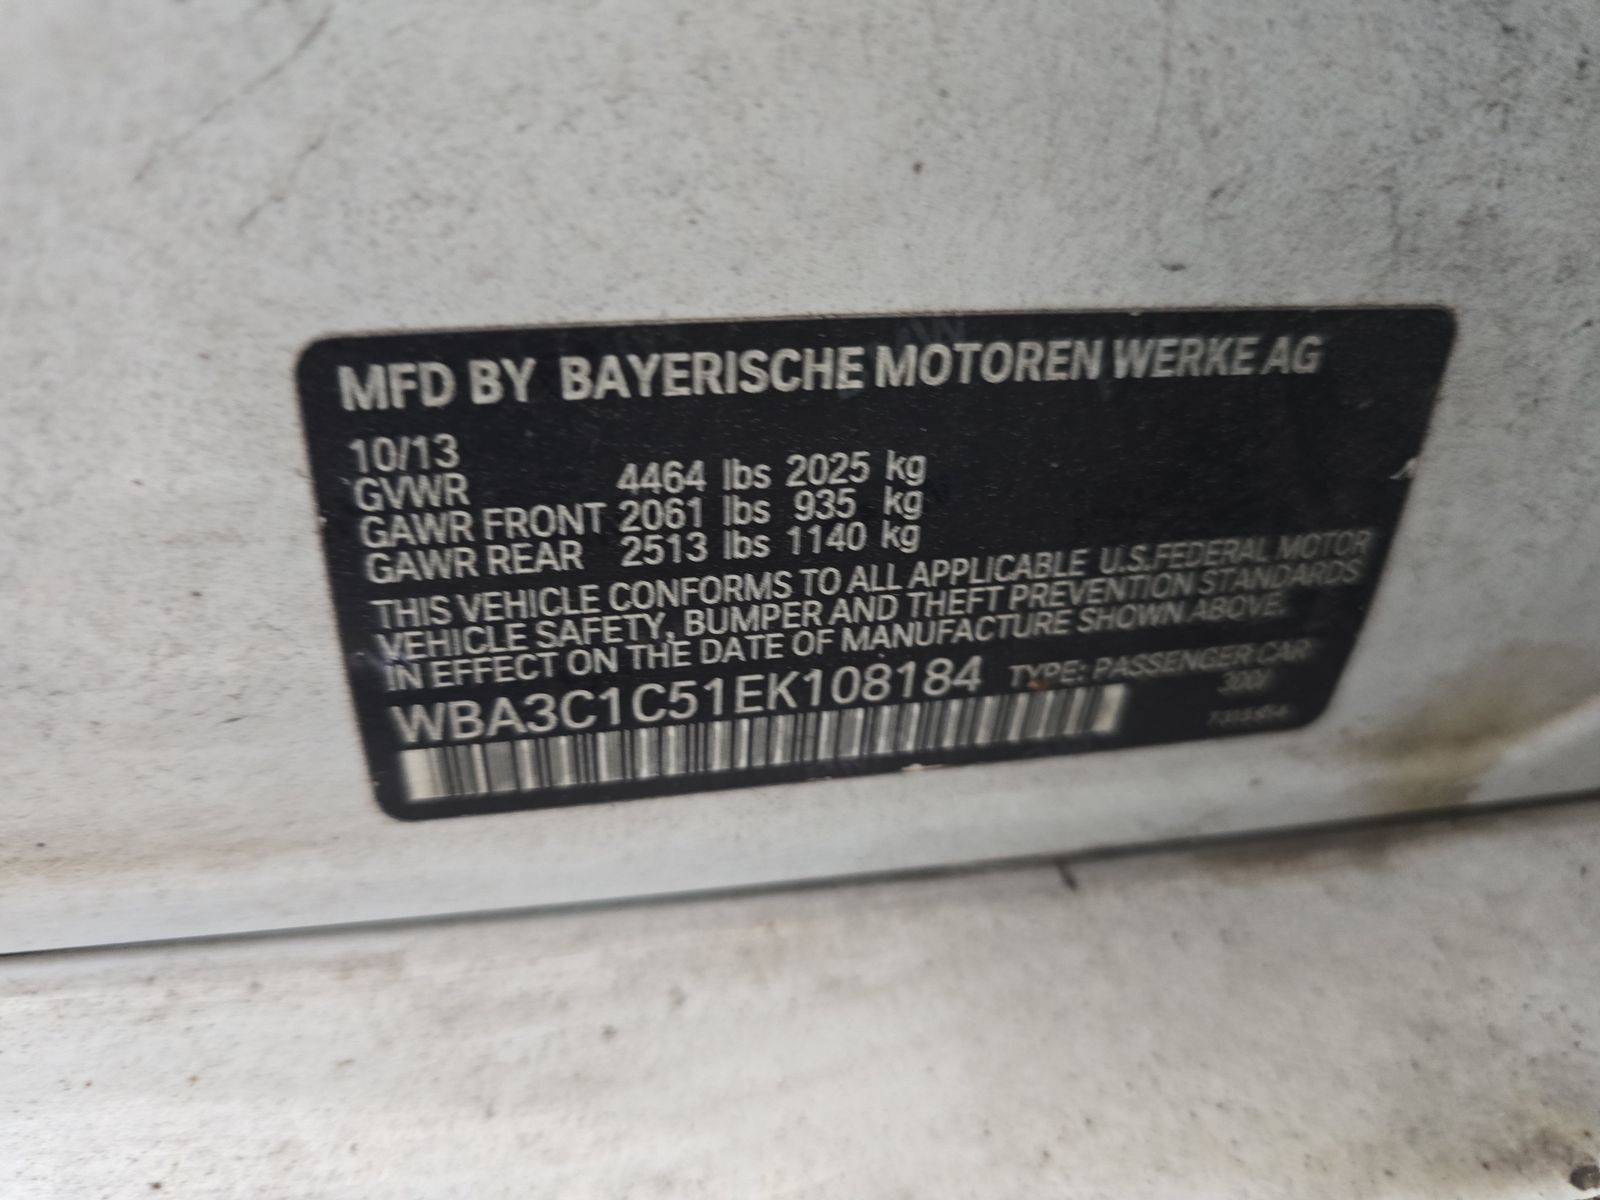 MFD BY BAYERISCHE MOTOREN WERKE AG
10/13
GVWR 4464 lbs 2025 kg
GAWR FRONT 2061 lbs 935 kg
GAWR REAR 2513 lbs 1140 kg
THIS VEHICLE CONFORMS TO ALL APPLICABLE U.S.FEDERAL MOTOR
VEHICLE SAFETY, BUMPER AND THEFT PREVENTION STANDARDS
IN EFFECT ON THE DATE OF MANUFACTURE SHOWN ABOVE.
WBA3C1C51EK108184 TYPE: PASSENGER CAR